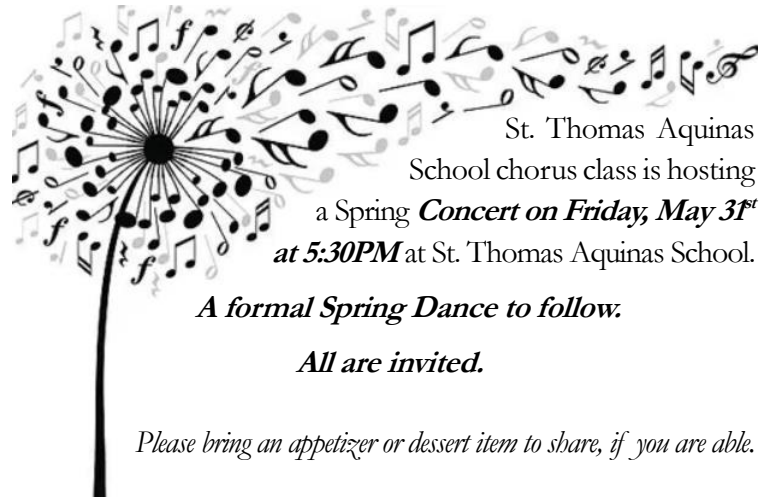 St. Thomas Aquinas
School chorus class is hosting
a Spring Concert on Friday, May 31st
at 5:30PM at St. Thomas Aquinas School.
A formal Spring Dance to follow.
All are invited.
Please bring an appetizer or dessert item to share, if you are able.